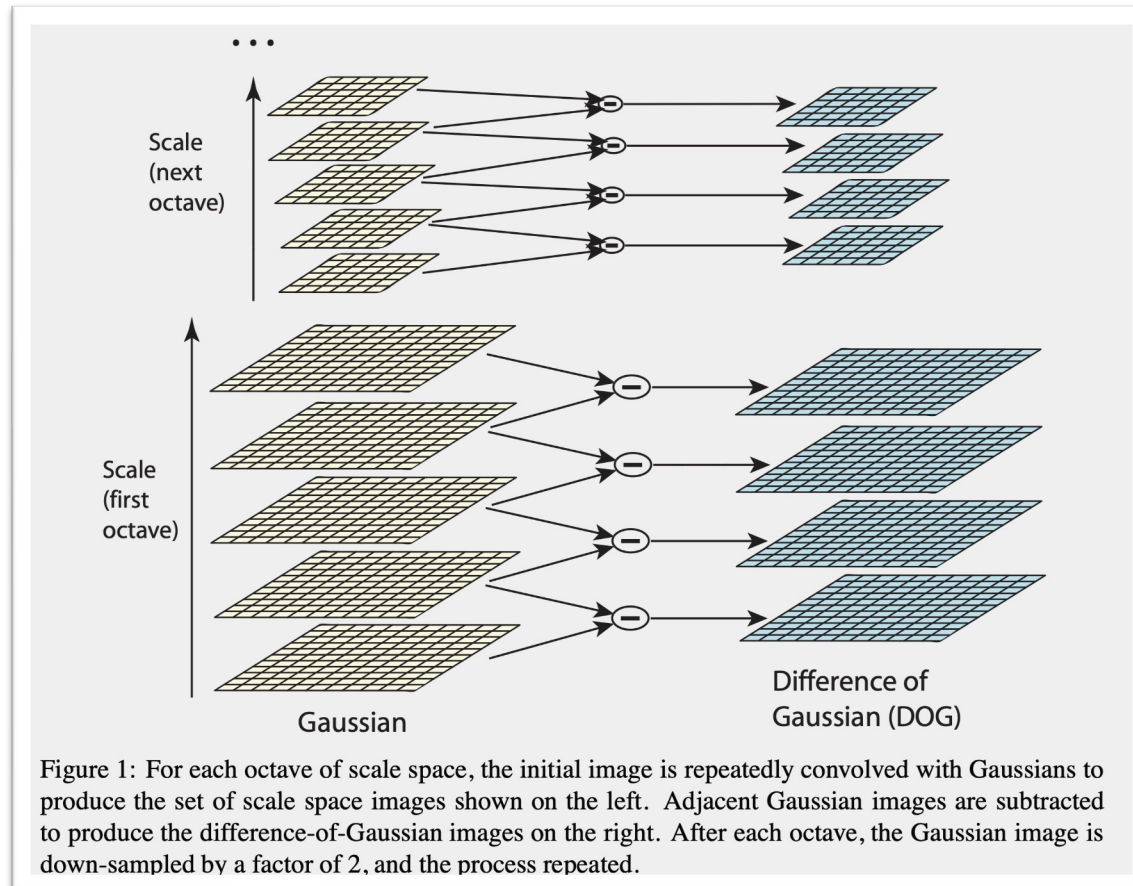 ...
Scale
(next
octave)
Scale
(first
octave)
Gaussian
Difference of
Gaussian (DOG)
Figure 1: For each octave of scale space, the initial image is repeatedly convolved with Gaussians to
produce the set of scale space images shown on the left. Adjacent Gaussian images are subtracted
to produce the difference-of-Gaussian images on the right. After each octave, the Gaussian image is
down-sampled by a factor of 2, and the process repeated.